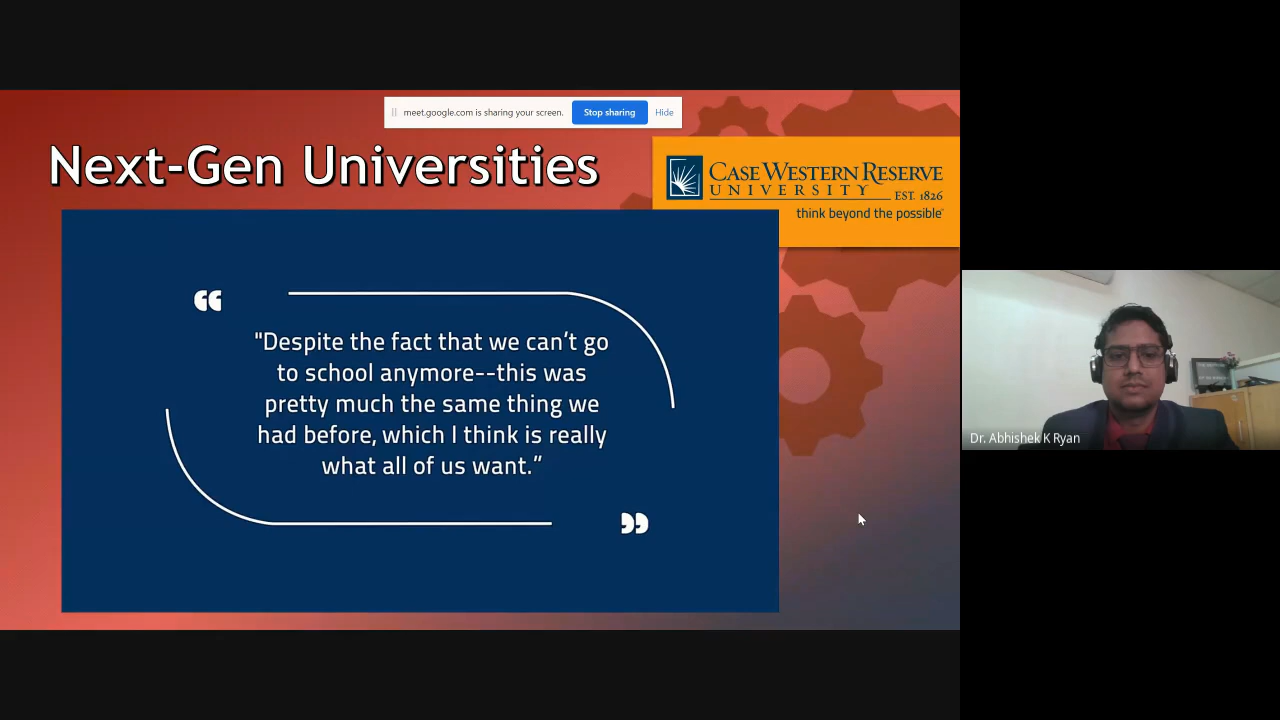 meet.google.com is sharing your screen.
Stop sharing
Hide
Next-Gen Universities
CASE WESTERN RESERVE
UNIVERSITY
EST. 1826
think beyond the possible®
“
"Despite the fact that we can’t go
to school anymore--this was
pretty much the same thing we
had before, which I think is really
what all of us want.”
”
Dr. Abhishek K Ryan